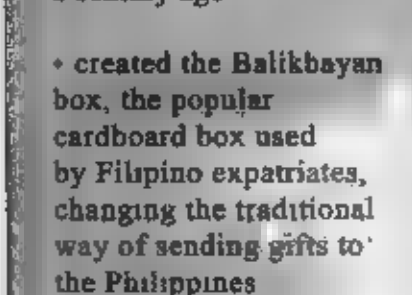 • created the Balikbayan
box, the popular
cardboard box used
by Filipino expatriates,
changing the traditional
way of sending gifts to
the Philippines